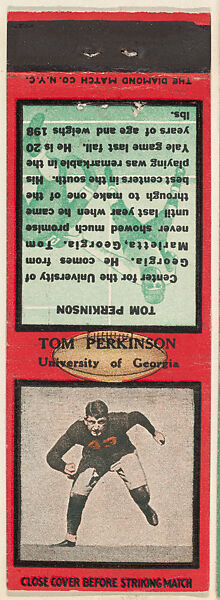 THE DIAMOND MATCH CO. N.Y.C.
TOM PERKINSON
Center for the University of
Georgia. He comes from
Marietta, Georgia. Tom
never showed much promise
until last year when he came
through to make one of the
best centers in the south. His
playing was remarkable in the
Yale game last fall. He is 20
years of age and weighs 198
lbs.
TOM PERKINSON
University of Georgia
CLOSE COVER BEFORE STRIKING MATCH